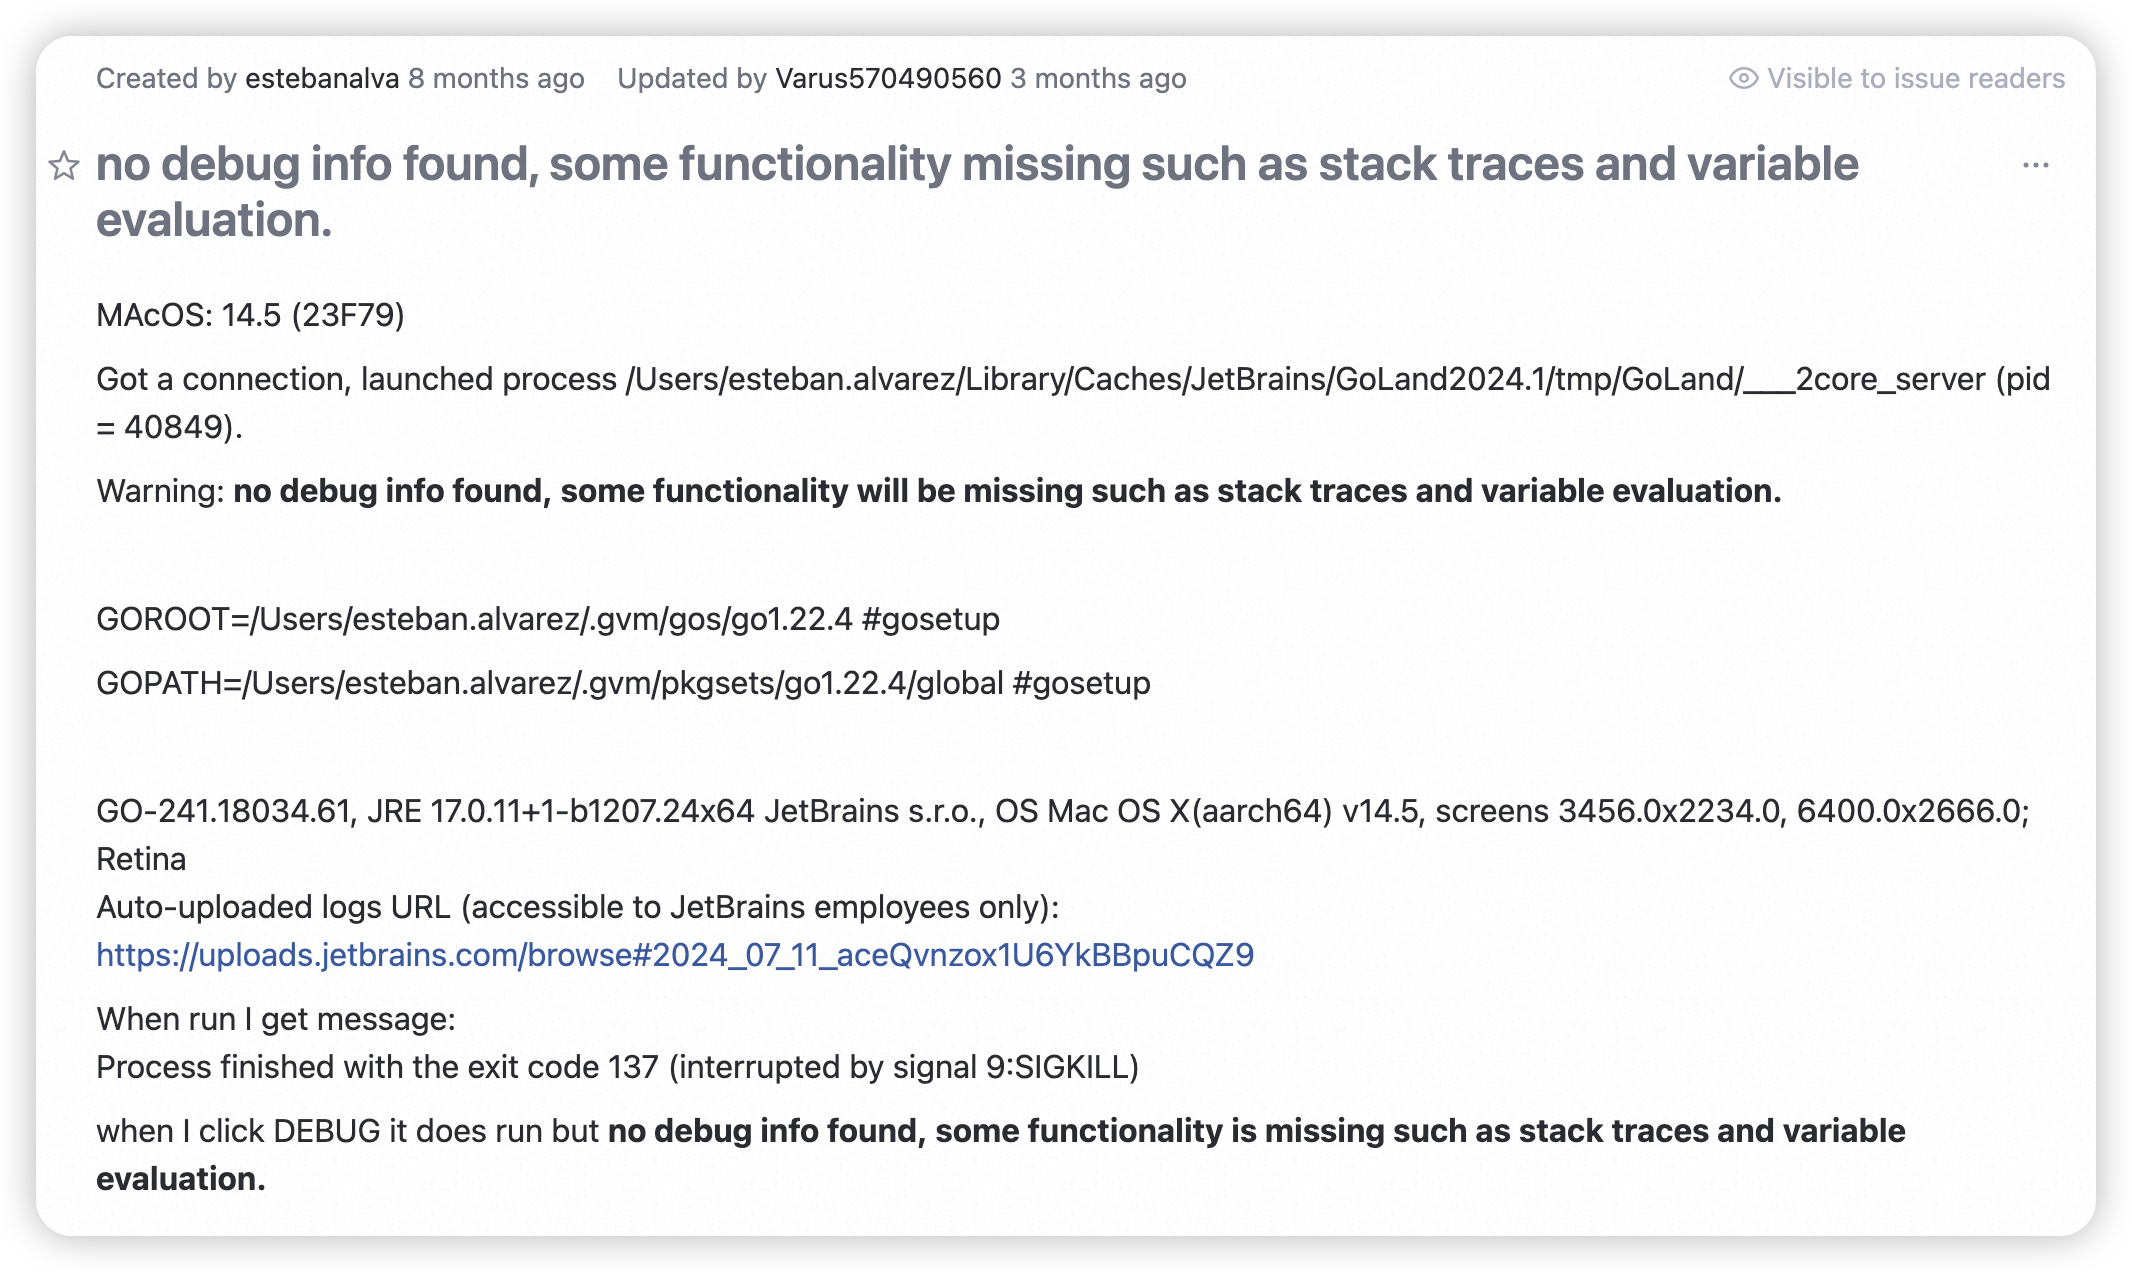 Created by estebanalva 8 months ago Updated by Varus570490560 3 months ago Visible to issue readers
no debug info found, some functionality missing such as stack traces and variable
evaluation.
MAcOS: 14.5 (23F79)
Got a connection, launched process /Users/esteban.alvarez/Library/Caches/JetBrains/GoLand2024.1/tmp/GoLand/___2core_server (pid
= 40849).
Warning: no debug info found, some functionality will be missing such as stack traces and variable evaluation.
GOROOT=/Users/esteban.alvarez/.gvm/gos/go1.22.4 #gosetup
GOPATH=/Users/esteban.alvarez/.gvm/pkgsets/go1.22.4/global #gosetup
GO-241.18034.61, JRE 17.0.11+1-b1207.24x64 JetBrains s.r.o., OS Mac OS X(aarch64) v14.5, screens 3456.0x2234.0, 6400.0x2666.0;
Retina
Auto-uploaded logs URL (accessible to JetBrains employees only):
https://uploads.jetbrains.com/browse#2024_07_11_aceQvnzox1U6YkBBpuCQZ9
When run I get message:
Process finished with the exit code 137 (interrupted by signal 9:SIGKILL)
when I click DEBUG it does run but no debug info found, some functionality is missing such as stack traces and variable
evaluation.